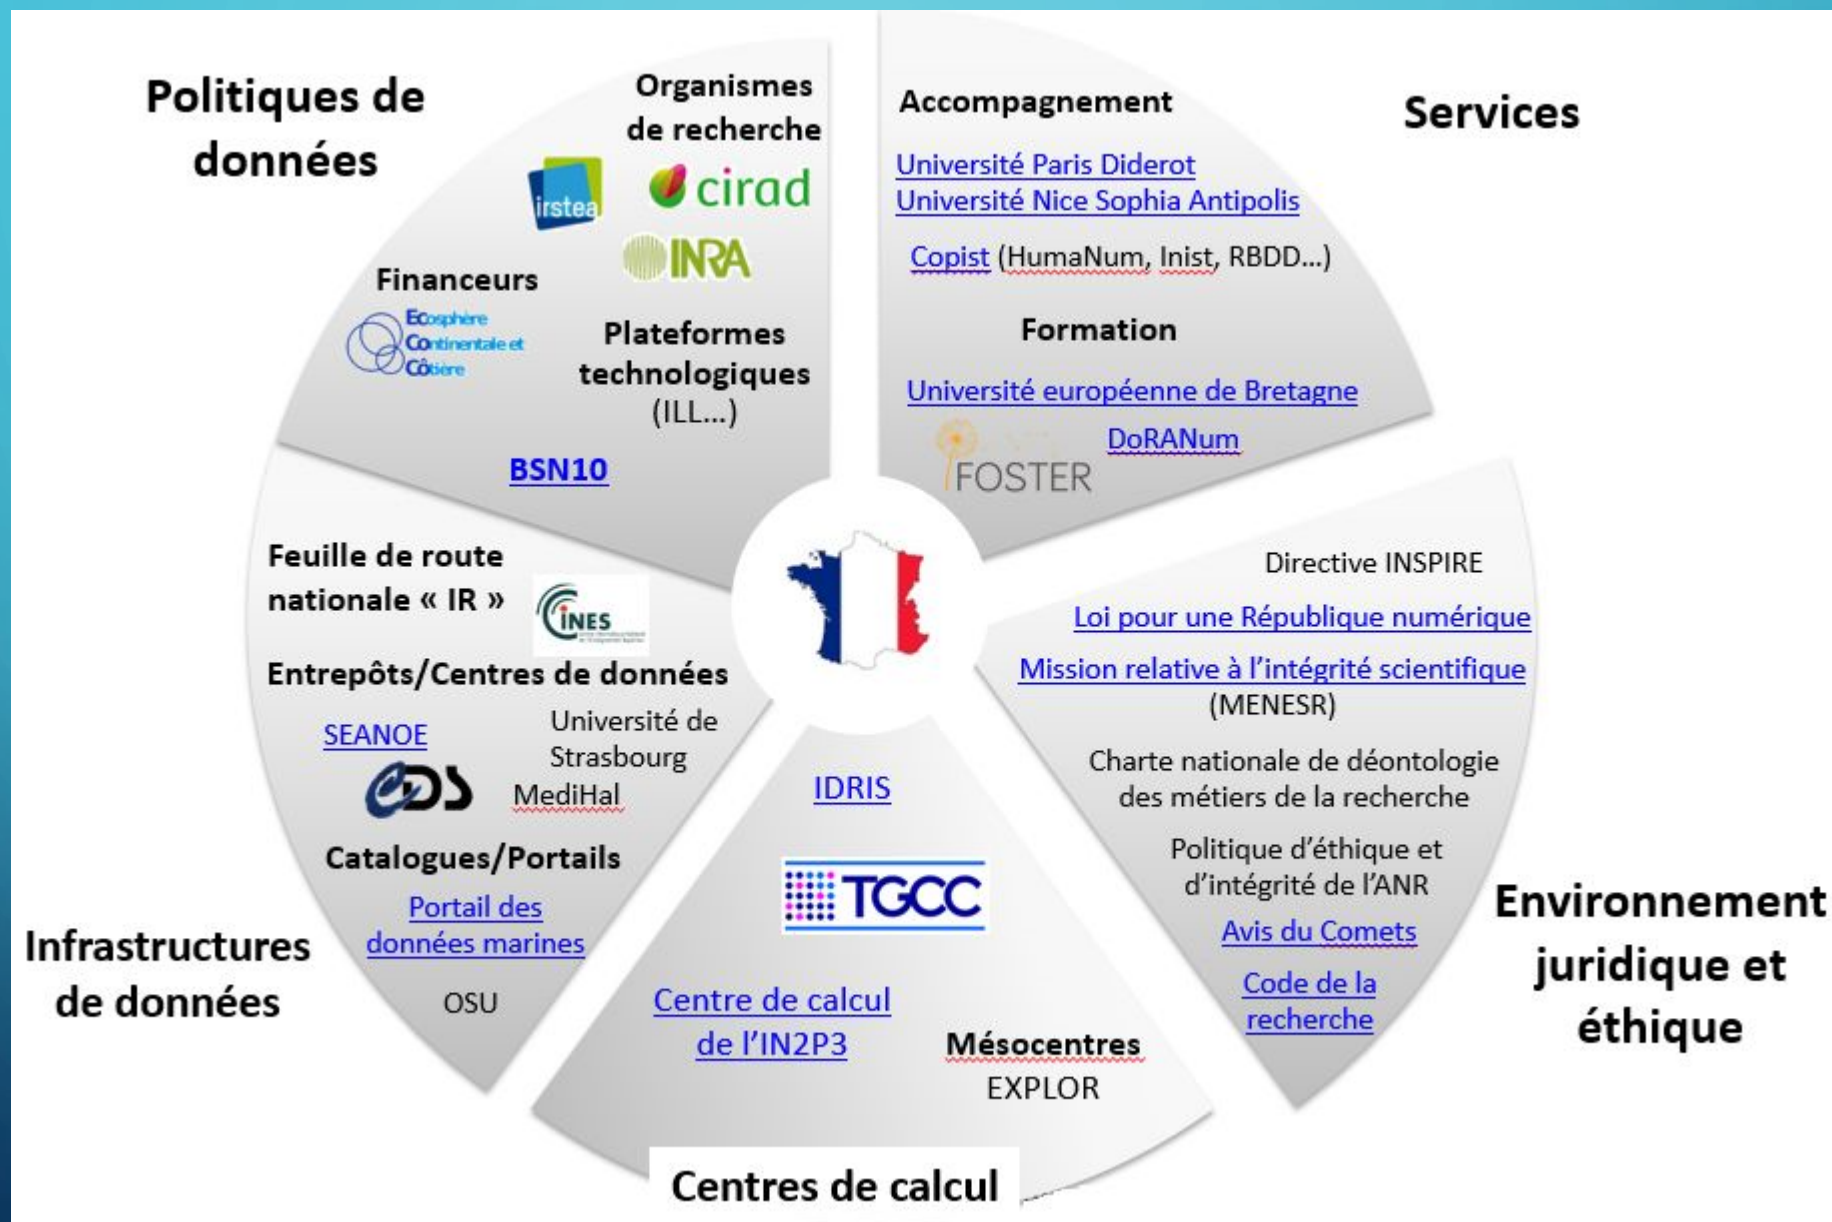 Politiques de
données
Organismes
de recherche
irstea
cirad
INRA
Financeurs
Ecosphère
Continentale et
Côtière
Plateformes
technologiques
(ILL...)
BSN10
Services
Accompagnement
Université Paris Diderot
Université Nice Sophia Antipolis
Copist (HumaNum, Inist, RBDD...)
Formation
Université européenne de Bretagne
DoRANum
FOSTER
Directive INSPIRE
Loi pour une République numérique
Mission relative à l'intégrité scientifique
(MENESR)
Charte nationale de déontologie
des métiers de la recherche
Politique d'éthique et
d'intégrité de l'ANR
Avis du Comets
Code de la
recherche
Environnement
juridique et
éthique
IDRIS
TGCC
Centre de calcul
de l'IN2P3
Mésocentres
EXPLOR
Centres de calcul
Feuille de route
nationale « IR »
CINES
Entrepôts/Centres de données
SEANOE
Université de
Strasbourg
CDS
MediHal
Catalogues/Portails
Portail des
données marines
OSU
Infrastructures
de données